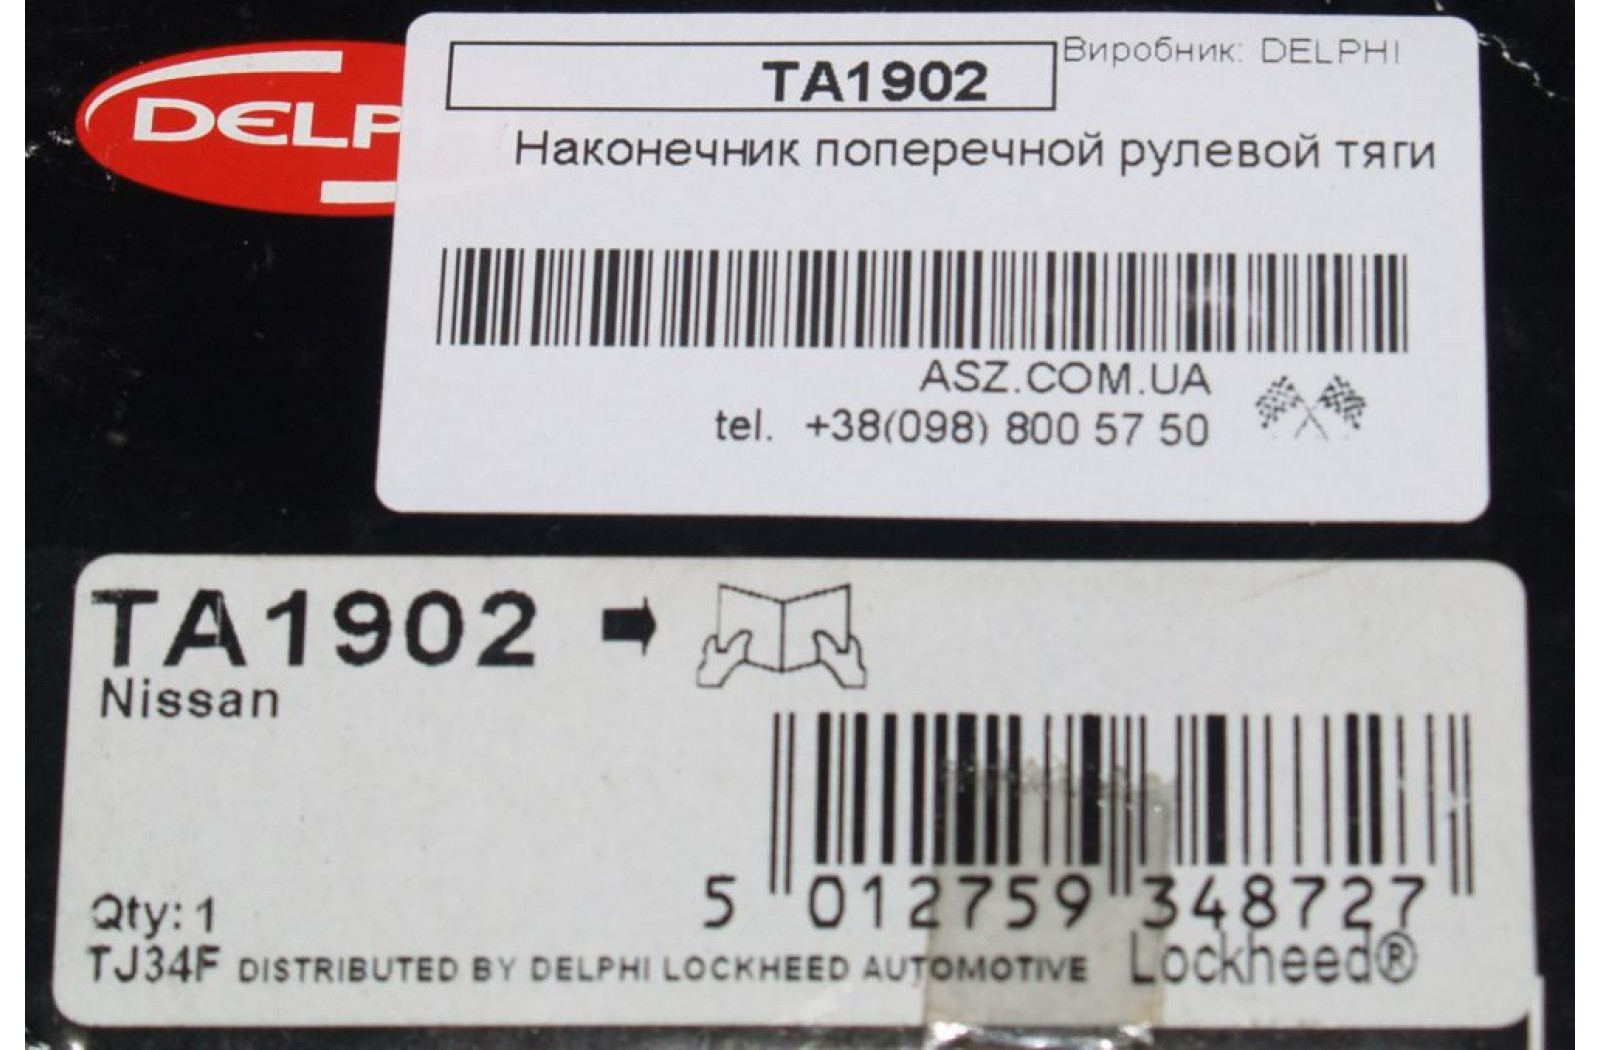 DELP
TA1902
Виробник: DELPHI
Наконечник поперечной рулевой тяги
ASZ.COM.UA
tel. +38(098) 800 57 50
TA1902
Nissan
5 012759 348727
Qty: 1
TJ34F DISTRIBUTED BY DELPHI LOCKHEED AUTOMOTIVE Lockheed®